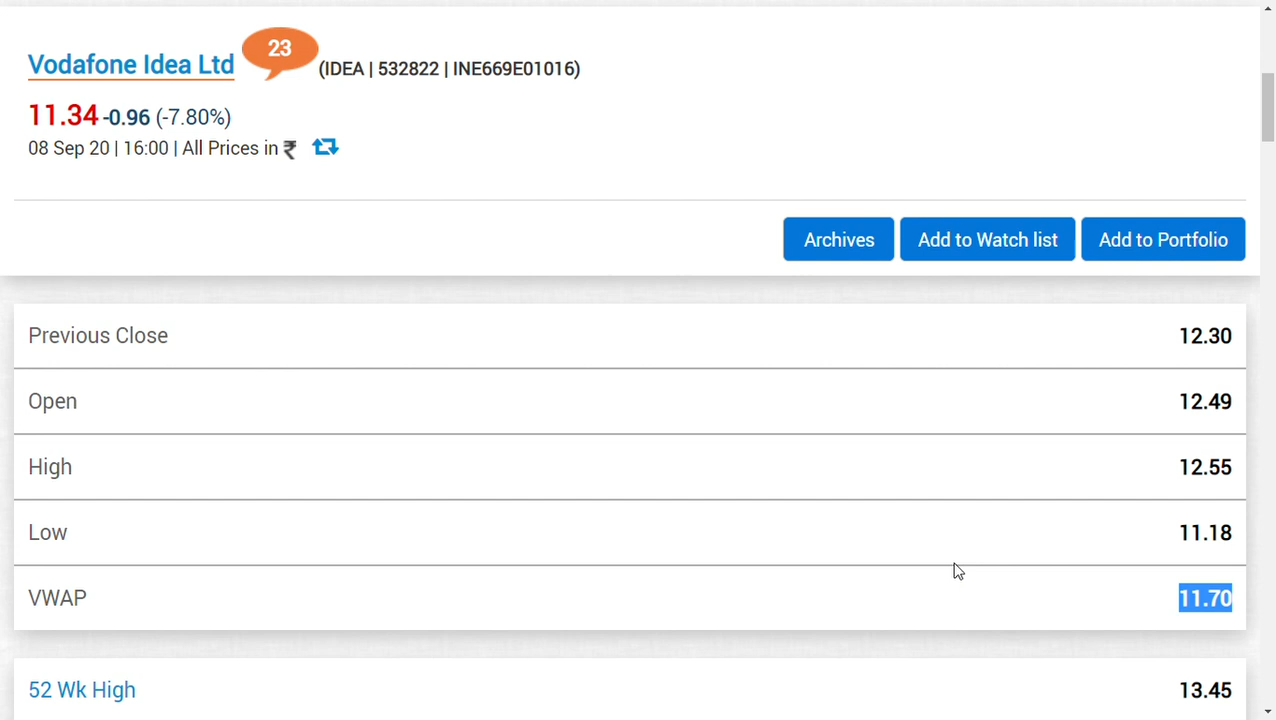 Vodafone Idea Ltd 23 (IDEA | 532822 | INE669E01016)
11.34 -0.96 (-7.80%)
08 Sep 20 | 16:00 | All Prices in ₹
Archives Add to Watch list Add to Portfolio
Previous Close 12.30
Open 12.49
High 12.55
Low 11.18
VWAP 11.70
52 Wk High 13.45